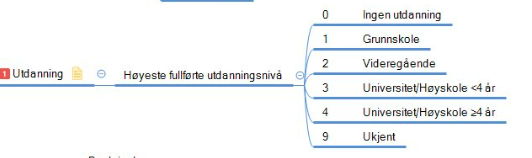 0 Ingen utdanning
1 Grunnskole
2 Videregående
1 Utdanning Høyeste fullførte utdanningsnivå
3 Universitet/Høyskole <4 år
4 Universitet/Høyskole ≥4 år
9 Ukjent